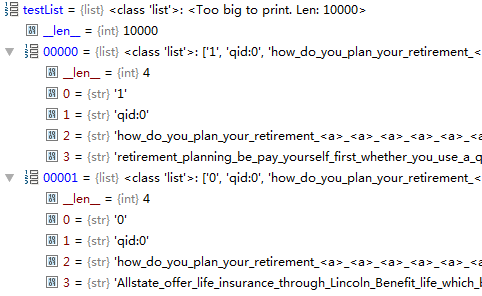 testList = {list} <class 'list'>: <Too big to print. Len: 10000>
__len__ = {int} 10000
00000 = {list} <class 'list'>: ['1', 'qid:0', 'how_do_you_plan_your_retirement_<
__len__ = {int} 4
0 = {str} '1'
1 = {str} 'qid:0'
2 = {str} 'how_do_you_plan_your_retirement_<a>_<a>_<a>_<a>_<a>
3 = {str} 'retirement_planning_be_pay_yourself_first_whether_you_use_a_q
00001 = {list} <class 'list'>: ['0', 'qid:0', 'how_do_you_plan_your_retirement_<
__len__ = {int} 4
0 = {str} '0'
1 = {str} 'qid:0'
2 = {str} 'how_do_you_plan_your_retirement_<a>_<a>_<a>_<a>_<a>
3 = {str} 'Allstate_offer_life_insurance_through_Lincoln_Benefit_life_which_b